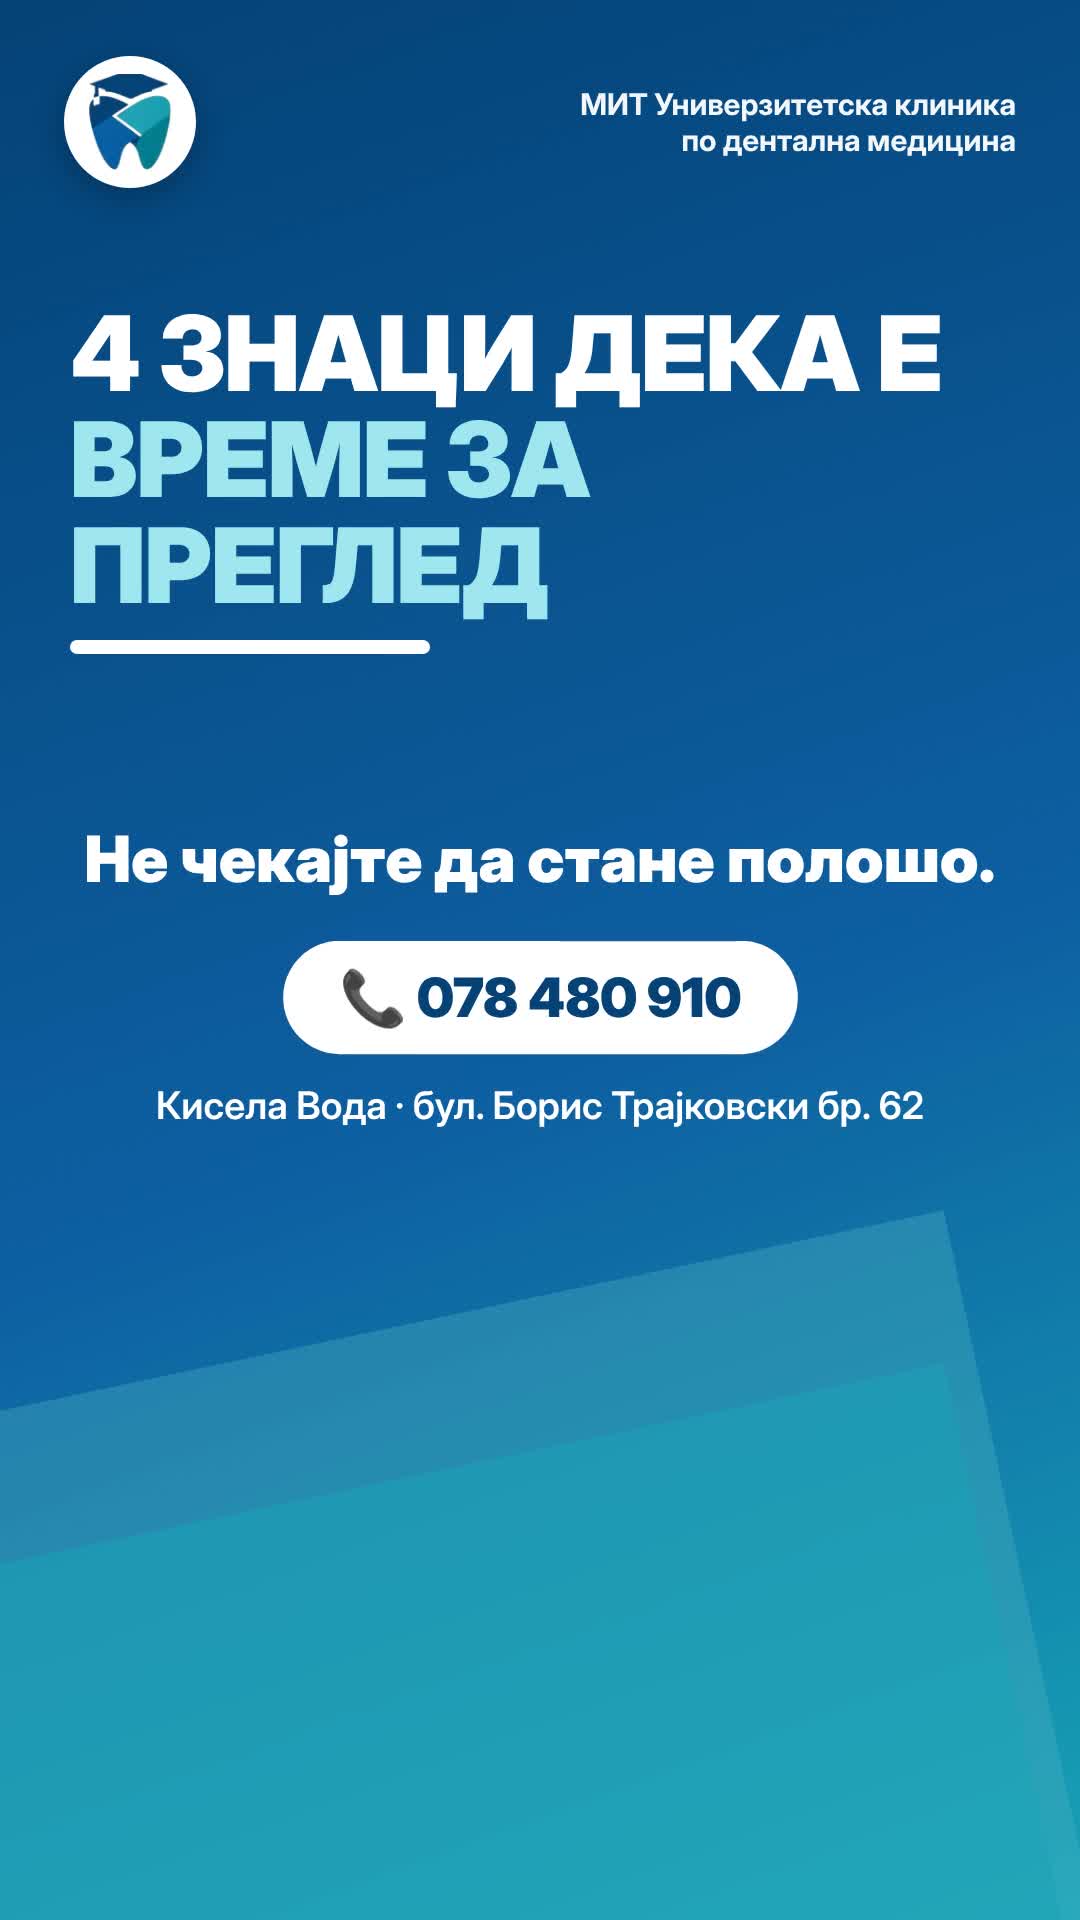 МИТ Универзитетска клиника
по дентална медицина
4 ЗНАЦИ ДЕКА Е
ВРЕМЕ ЗА
ПРЕГЛЕД
Не чекајте да стане полошо.
📞 078 480 910
Кисела Вода · бул. Борис Трајковски бр. 62